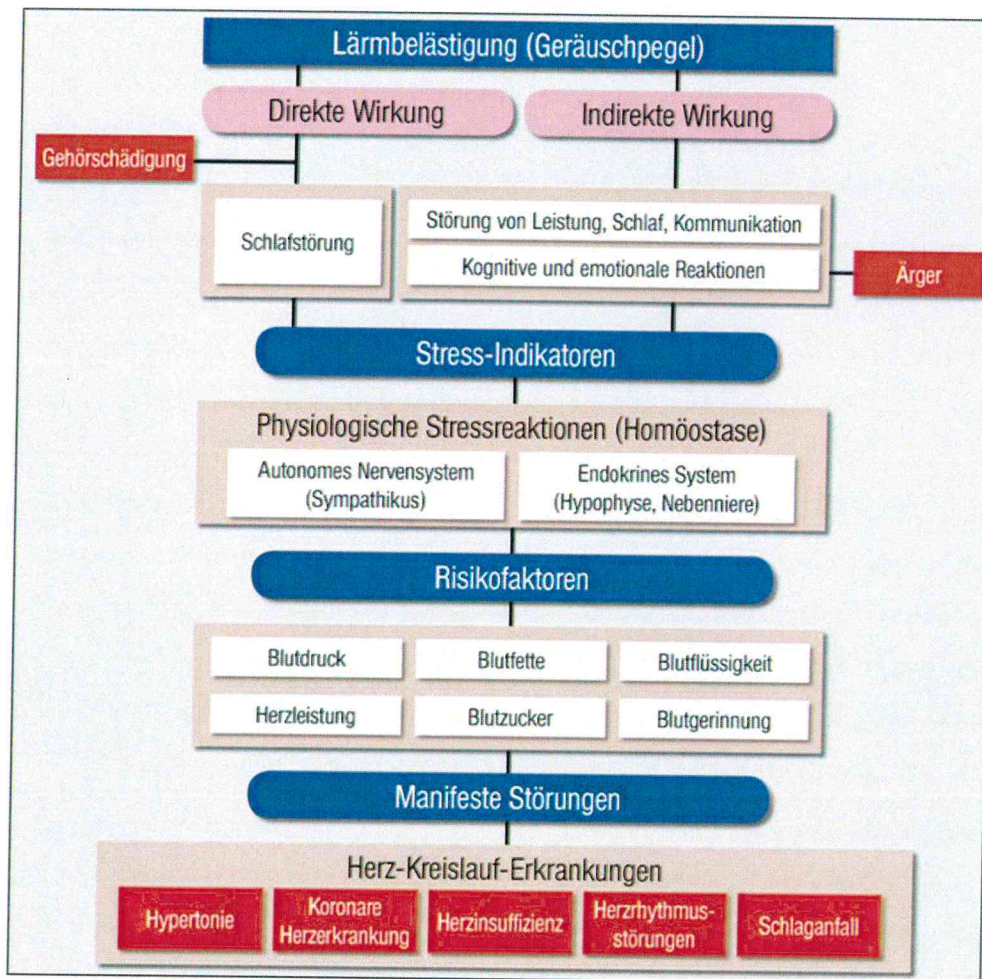 Lärmbelästigung (Geräuschpegel)
Direkte Wirkung
Indirekte Wirkung
Gehörschädigung
Schlafstörung
Störung von Leistung, Schlaf, Kommunikation
Kognitive und emotionale Reaktionen
Ärger
Stress-Indikatoren
Physiologische Stressreaktionen (Homöostase)
Autonomes Nervensystem
(Sympathikus)
Endokrines System
(Hypophyse, Nebenniere)
Risikofaktoren
Blutdruck
Blutfette
Blutflüssigkeit
Herzleistung
Blutzucker
Blutgerinnung
Manifeste Störungen
Herz-Kreislauf-Erkrankungen
Hypertonie
Koronare
Herzerkrankung
Herzinsuffizienz
Herzrhythmus-
störungen
Schlaganfall